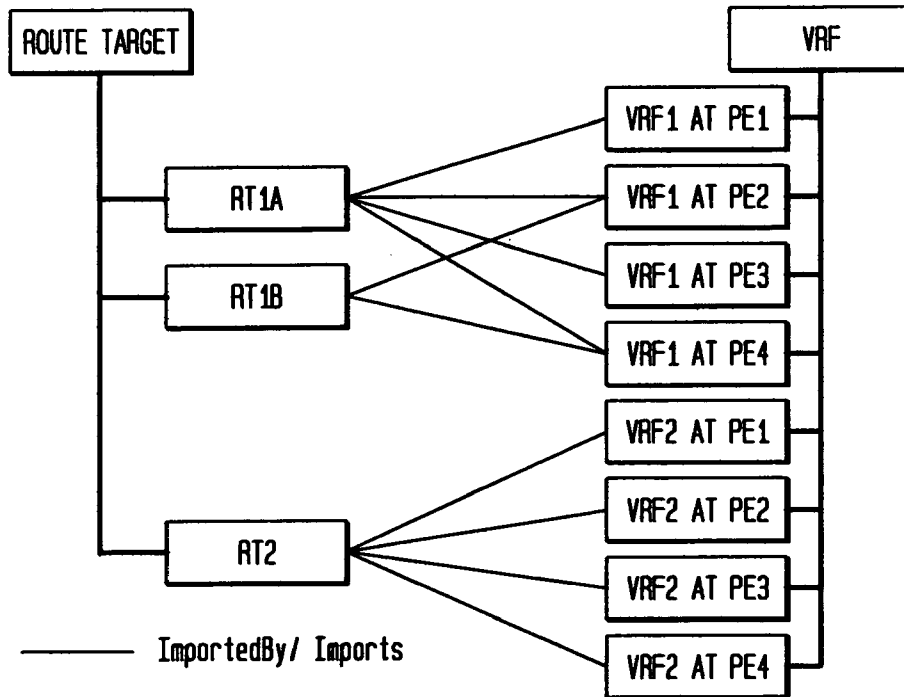 ROUTE TARGET
VRF
VRF1 AT PE1
RT1A
VRF1 AT PE2
VRF1 AT PE3
RT1B
VRF1 AT PE4
VRF2 AT PE1
VRF2 AT PE2
RT2
VRF2 AT PE3
VRF2 AT PE4
ImportedBy/ Imports